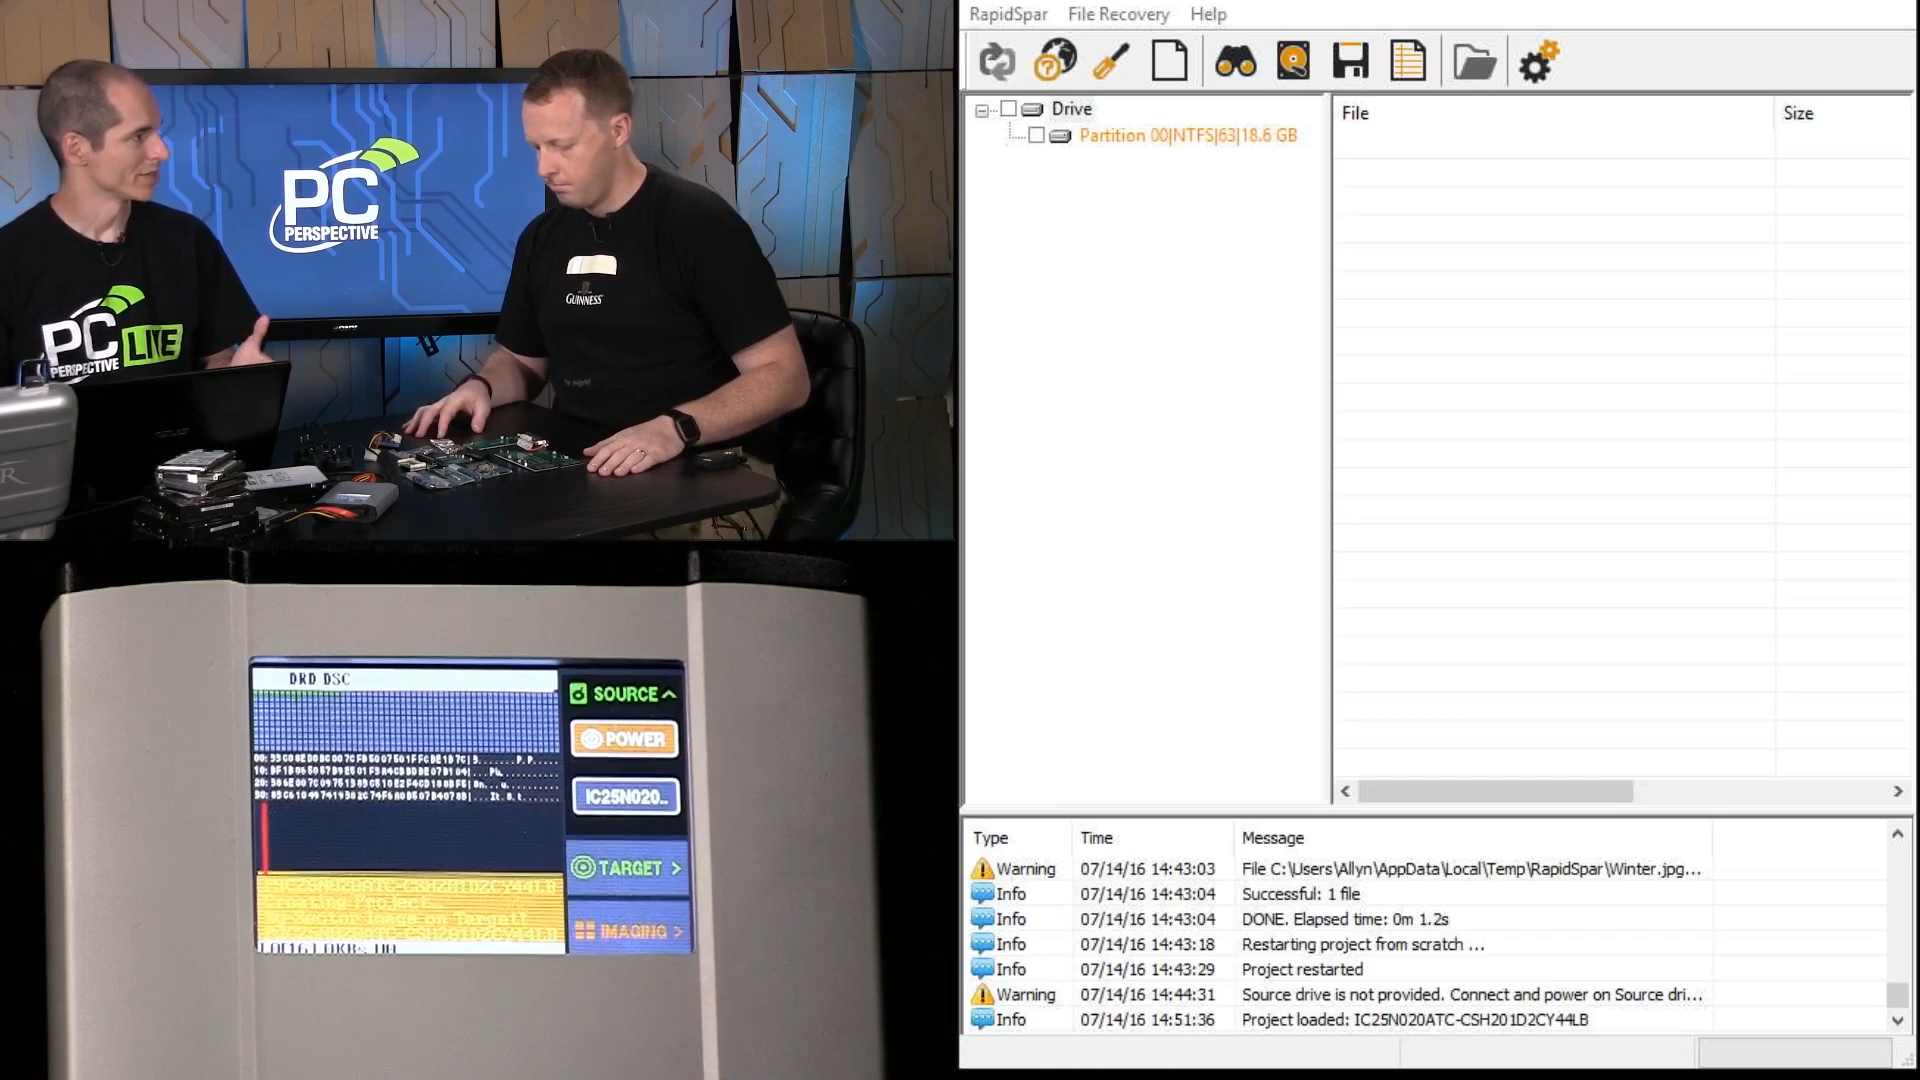 PC
PERSPECTIVE
SONY
PC
PERSPECTIVE
LIVE
GUINNESS
R
DRD DSC
SOURCE
POWER
IC25N020..
TARGET >
IMAGING >
Creating Project..
RapidSpar File Recovery Help
Drive
Partition 00|NTFS|63|18.6 GB
File Size
Type Time Message
Warning 07/14/16 14:43:03 File C:\Users\Allyn\AppData\Local\Temp\RapidSpar\Winter.jpg...
Info 07/14/16 14:43:04 Successful: 1 file
Info 07/14/16 14:43:04 DONE. Elapsed time: 0m 1.2s
Info 07/14/16 14:43:18 Restarting project from scratch ...
Info 07/14/16 14:43:29 Project restarted
Warning 07/14/16 14:44:31 Source drive is not provided. Connect and power on Source dri...
Info 07/14/16 14:51:36 Project loaded: IC25N020ATC-CSH201D2CY44LB